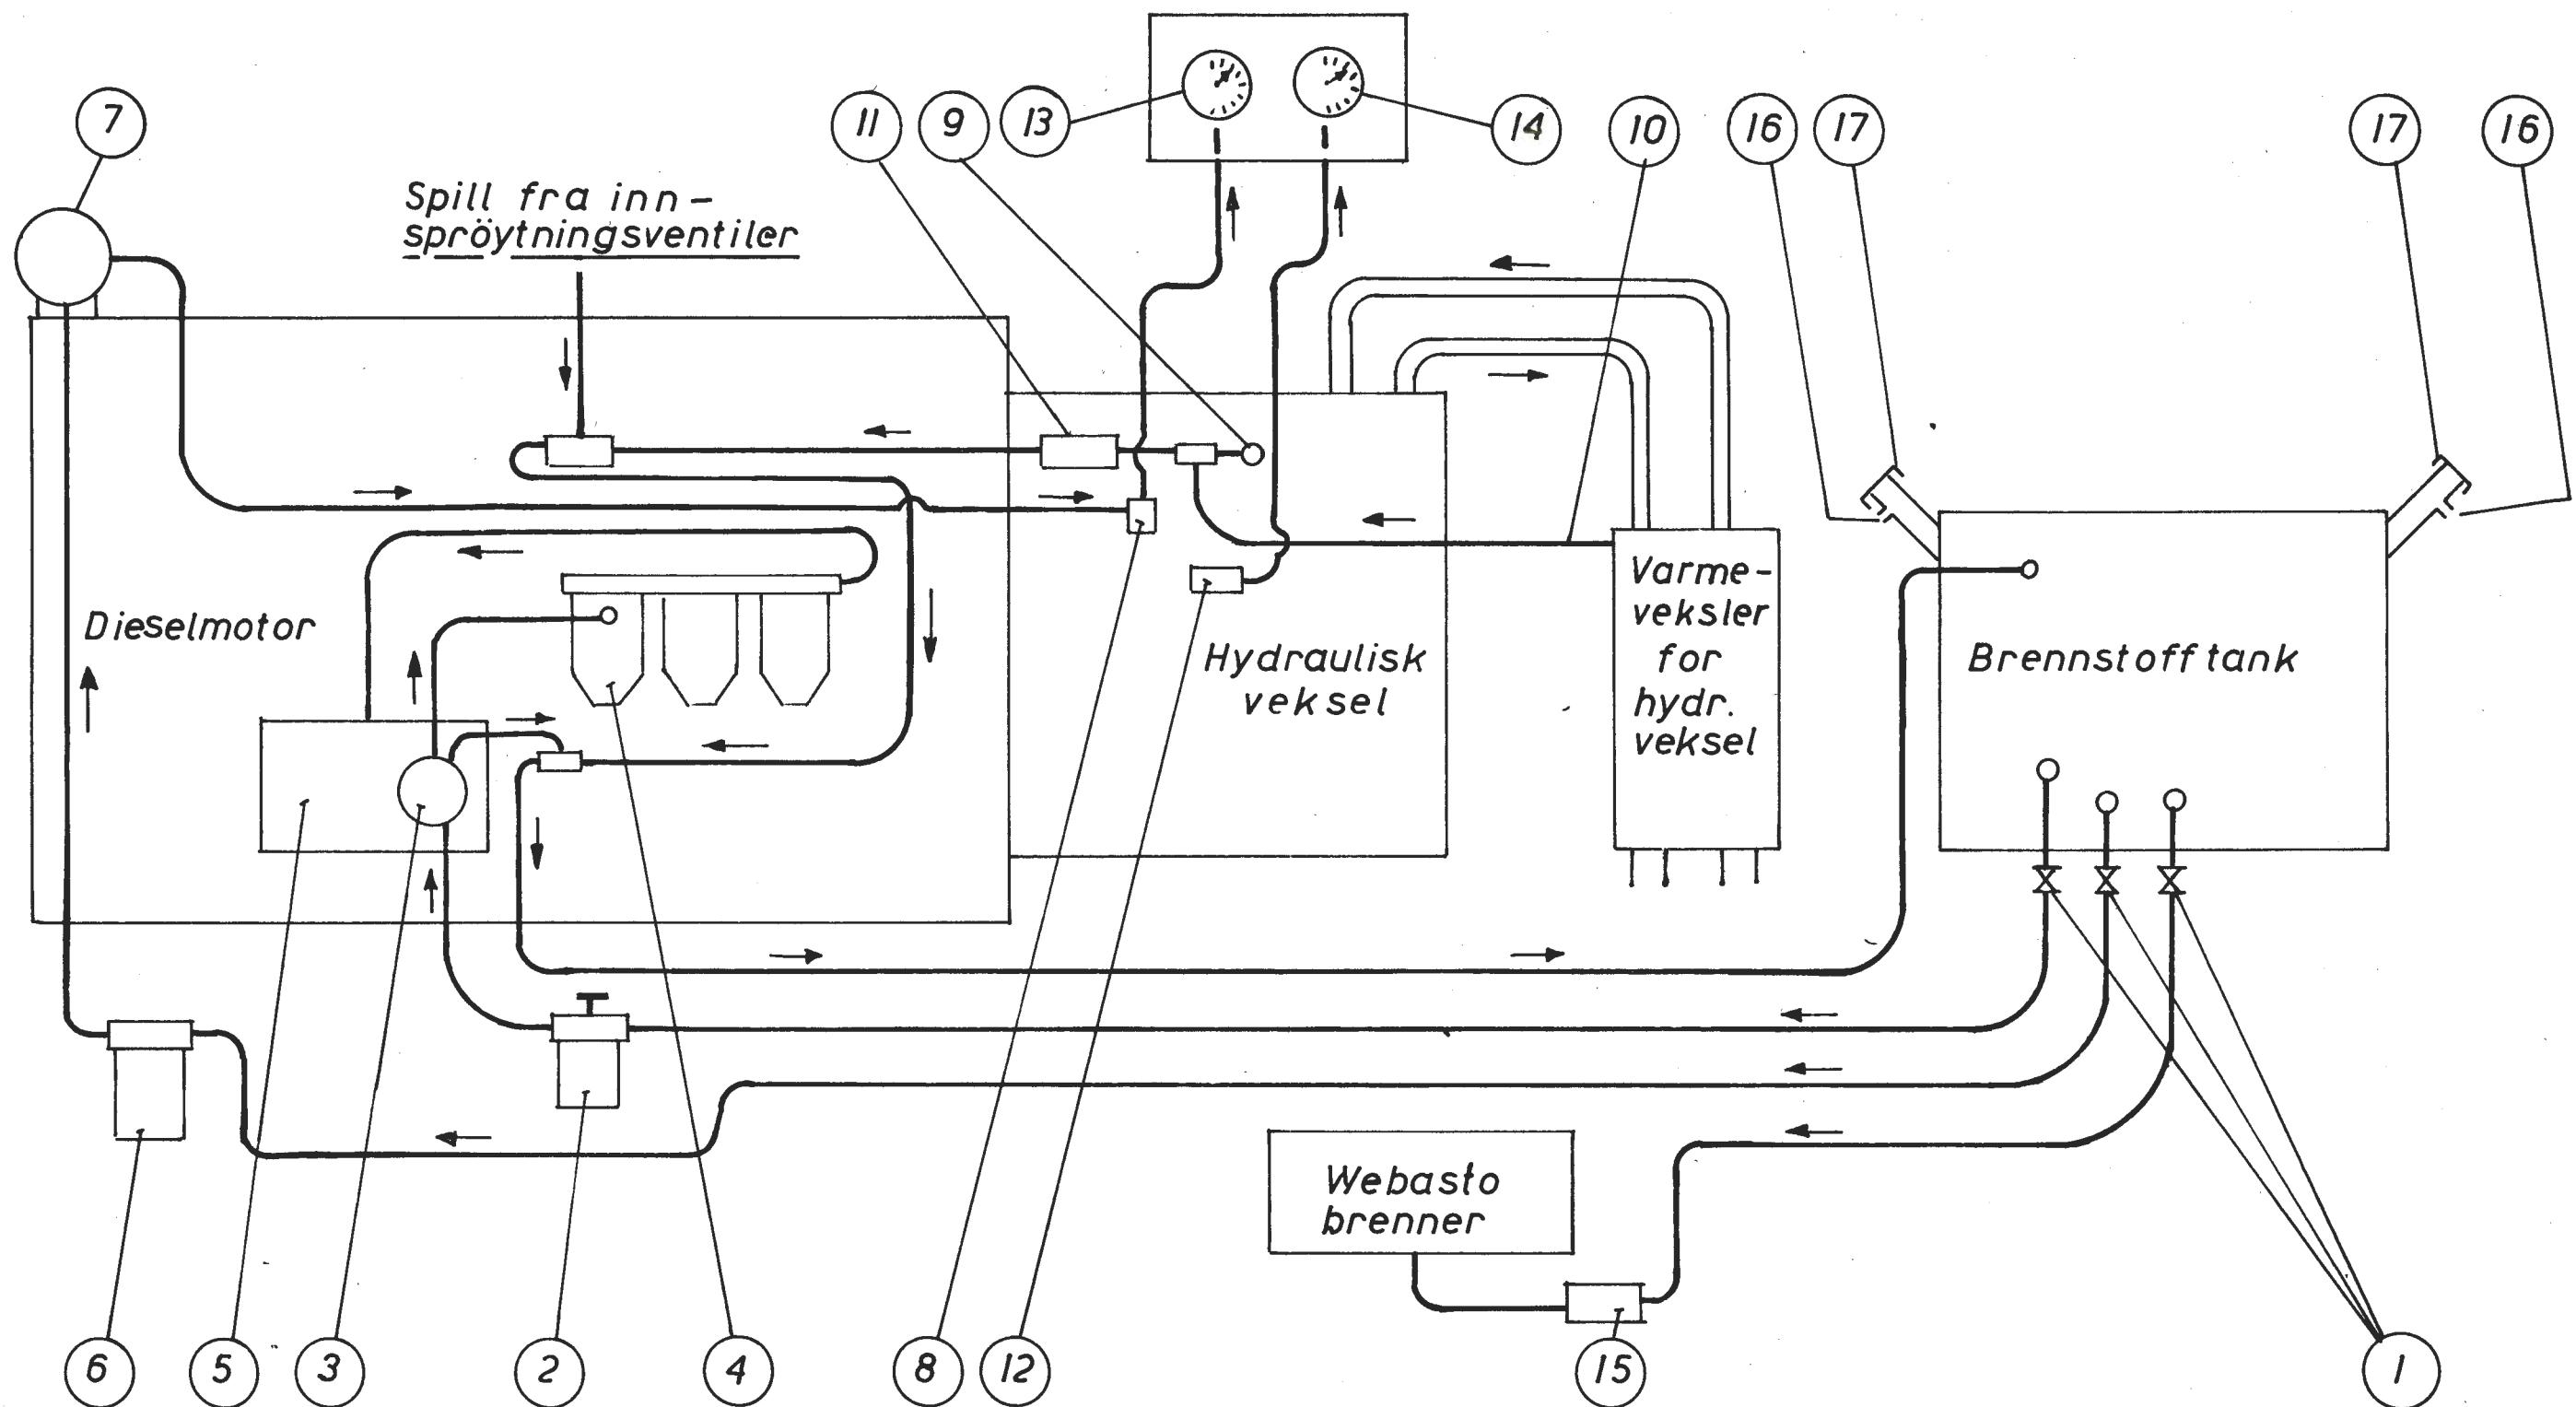 7
11
9
13
14
10
16
17
17
16
Spill fra inn-
spröytningsventiler
Dieselmotor
Hydraulisk
veksel
Varme-
veksler
for
hydr.
veksel
Brennstofftank
Webasto
brenner
6
5
3
2
4
8
12
15
1